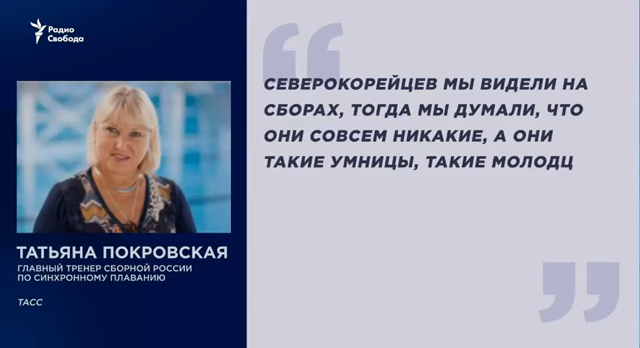 Радио
Свобода
СЕВЕРОКОРЕЙЦЕВ МЫ ВИДЕЛИ НА
СБОРАХ, ТОГДА МЫ ДУМАЛИ, ЧТО
ОНИ СОВСЕМ НИКАКИЕ, А ОНИ
ТАКИЕ УМНИЦЫ, ТАКИЕ МОЛОДЦ
ТАТЬЯНА ПОКРОВСКАЯ
ГЛАВНЫЙ ТРЕНЕР СБОРНОЙ РОССИИ
ПО СИНХРОННОМУ ПЛАВАНИЮ
ТАСС